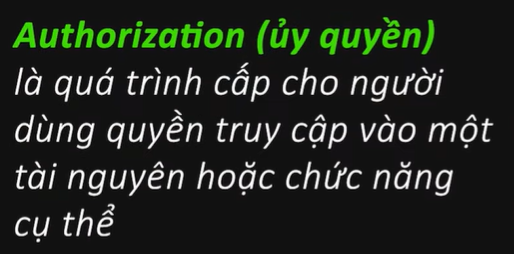 Authorization (ủy quyền)
là quá trình cấp cho người
dùng quyền truy cập vào một
tài nguyên hoặc chức năng
cụ thể